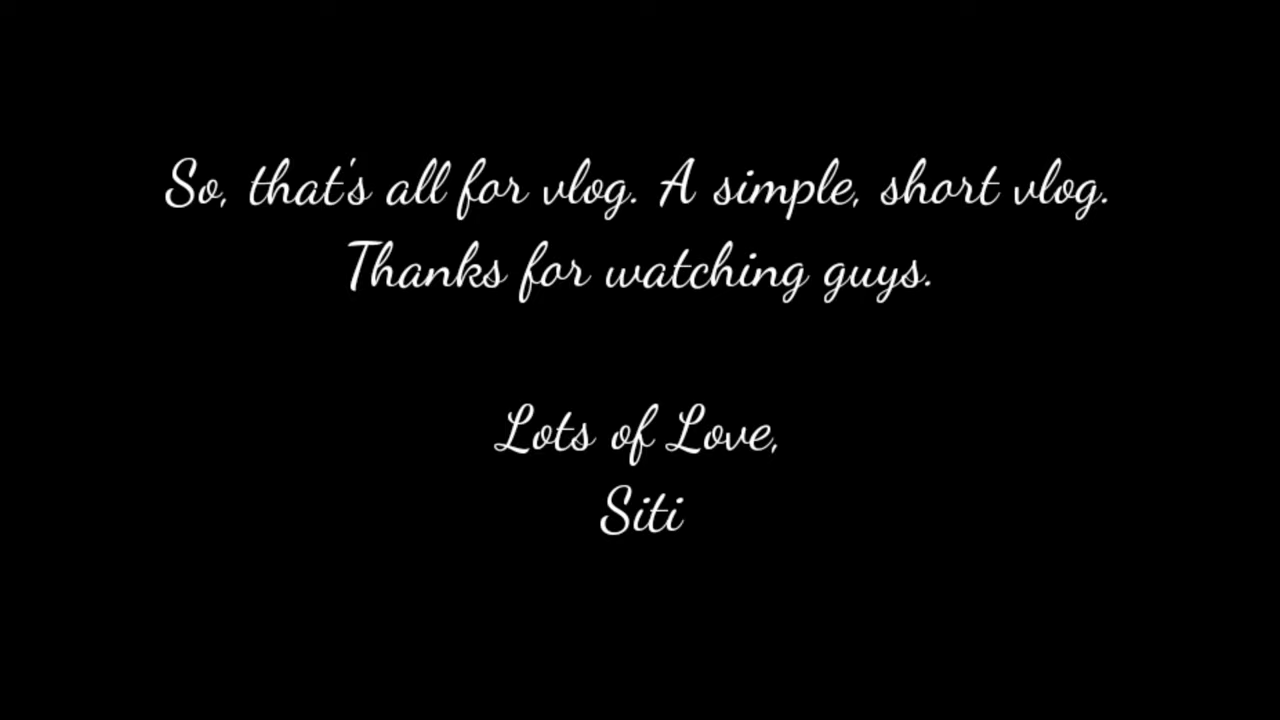 So, that's all for vlog. A simple, short vlog.
Thanks for watching guys.
Lots of Love,
Siti